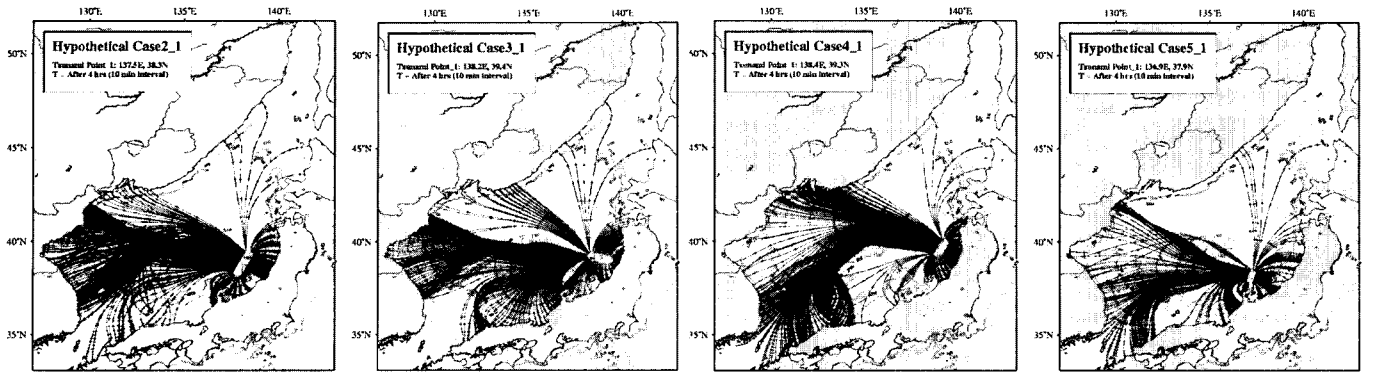 130°E 135°E 140°E
50°N
45°N
40°N
35°N
Hypothetical Case2_1
Tsunami Point_1: 137.5E, 38.5N
T - After 4 hrs (10 min interval)
130°E 135°E 140°E
50°N
45°N
40°N
35°N
Hypothetical Case3_1
Tsunami Point_1: 138.2E, 39.4N
T - After 4 hrs (10 min interval)
130°E 135°E 140°E
50°N
45°N
40°N
35°N
Hypothetical Case4_1
Tsunami Point_1: 138.4E, 39.3N
T - After 4 hrs (10 min interval)
130°E 135°E 140°E
50°N
45°N
40°N
35°N
Hypothetical Case5_1
Tsunami Point_1: 136.9E, 37.9N
T - After 4 hrs (10 min interval)